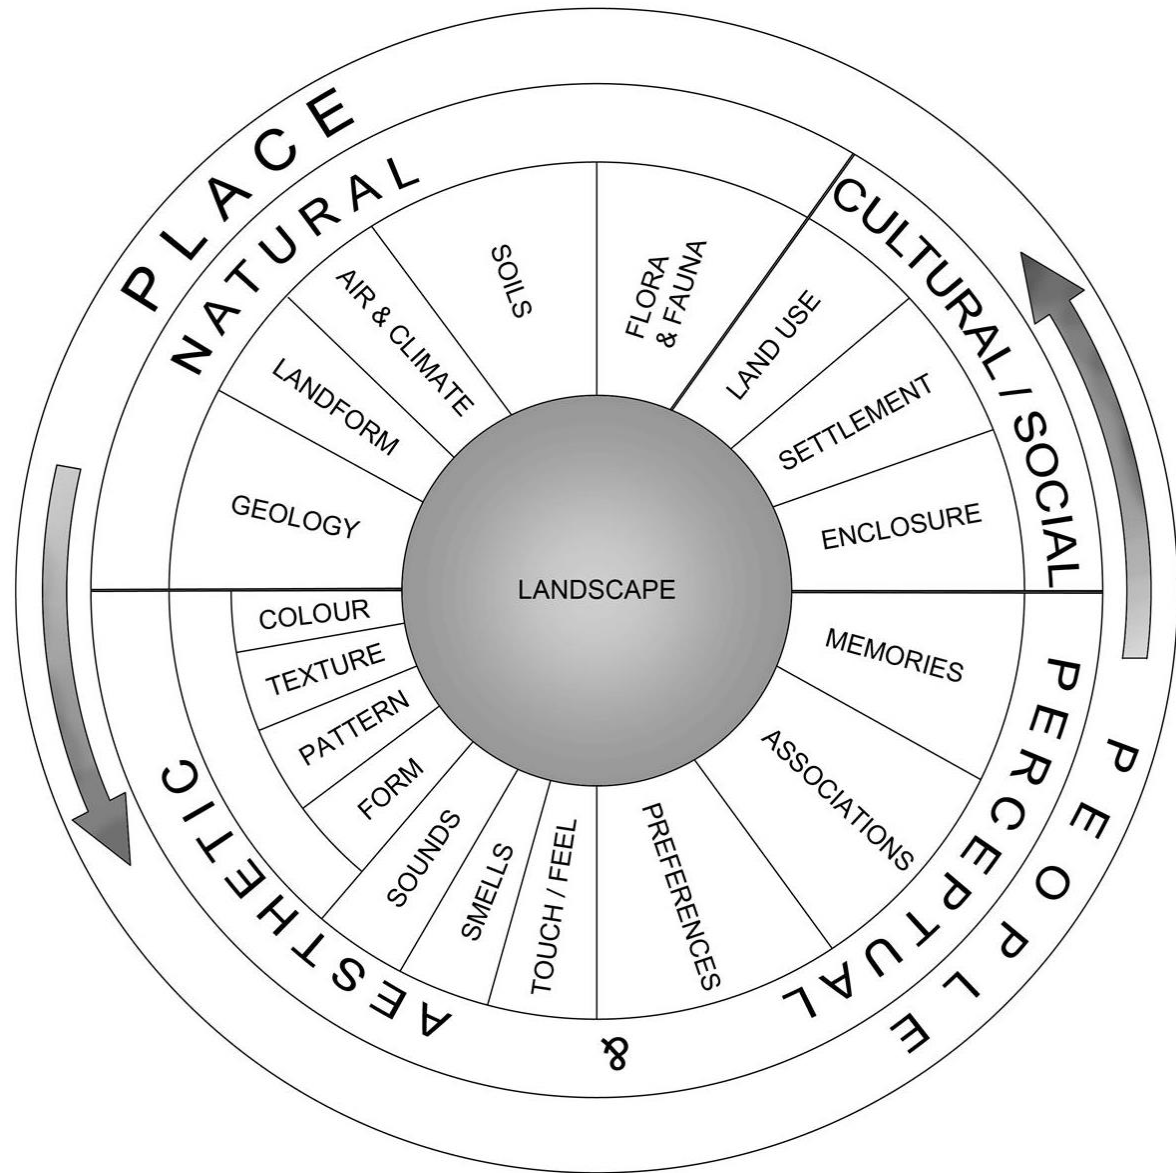 PLACE
NATURAL
GEOLOGY
LANDFORM
AIR & CLIMATE
SOILS
FLORA
& FAUNA
CULTURAL / SOCIAL
LAND USE
SETTLEMENT
ENCLOSURE
LANDSCAPE
PEOPLE
PERCEPTUAL
&
AESTHETIC
MEMORIES
ASSOCIATIONS
PREFERENCES
TOUCH / FEEL
SMELLS
SOUNDS
FORM
PATTERN
TEXTURE
COLOUR